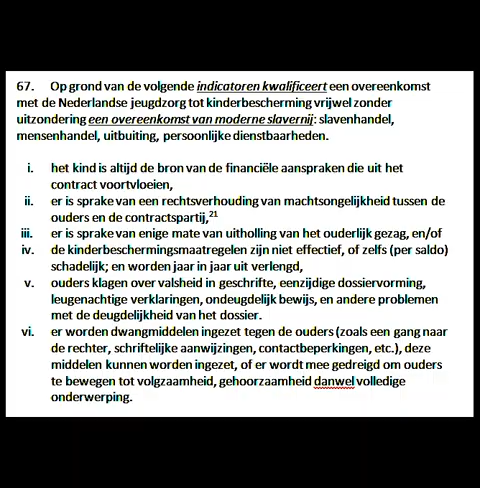 67. Op grond van de volgende indicatoren kwalificeert een overeenkomst
met de Nederlandse jeugdzorg tot kinderbescherming vrijwel zonder
uitzondering een overeenkomst van moderne slavernij: slavenhandel,
mensenhandel, uitbuiting, persoonlijke dienstbaarheden.
i. het kind is altijd de bron van de financiële aanspraken die uit het
contract voortvloeien,
ii. er is sprake van een rechtsverhouding van machtsongelijkheid tussen de
ouders en de contractspartij,21
iii. er is sprake van enige mate van uitholling van het ouderlijk gezag, en/of
iv. de kinderbeschermingsmaatregelen zijn niet effectief, of zelfs (per saldo)
schadelijk; en worden jaar in jaar uit verlengd,
v. ouders klagen over valsheid in geschrifte, eenzijdige dossiervorming,
leugenachtige verklaringen, ondeugdelijk bewijs, en andere problemen
met de deugdelijkheid van het dossier.
vi. er worden dwangmiddelen ingezet tegen de ouders (zoals een gang naar
de rechter, schriftelijke aanwijzingen, contactbeperkingen, etc.), deze
middelen kunnen worden ingezet, of er wordt mee gedreigd om ouders
te bewegen tot volgzaamheid, gehoorzaamheid danwel volledige
onderwerping.